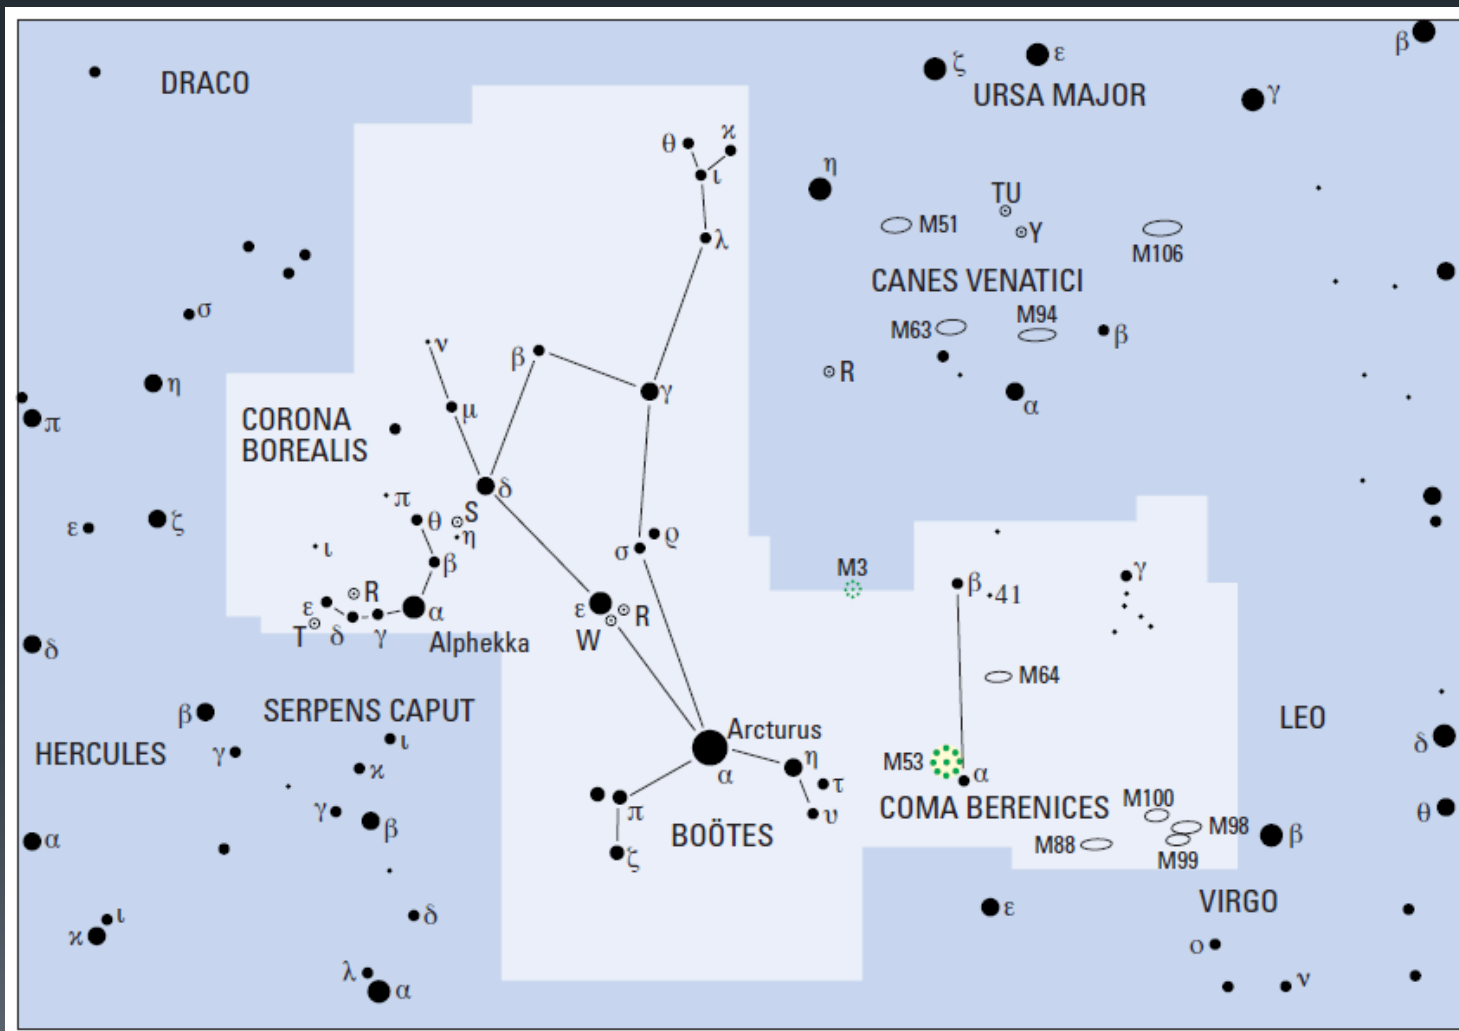 β
ζ
ε
DRACO
URSA MAJOR
γ
θ
ϰ
ι
η
TU
M51
Y
M106
λ
CANES VENATICI
σ
M63
M94
β
ν
β
R
η
γ
α
CORONA
BOREALIS
μ
π
δ
π
θ
S
ε
ζ
η
ι
σ
ϱ
β
M3
β
γ
41
R
ε
α
ε
R
T
δ
γ
Alphekka
W
δ
M64
β
SERPENS CAPUT
LEO
Arcturus
δ
HERCULES
γ
ι
ϰ
α
η
M53
α
τ
γ
β
π
υ
COMA BERENICES
M100
M98
θ
α
BOÖTES
M88
M99
β
ζ
VIRGO
ε
ι
δ
ϰ
ο
λ
α
ν